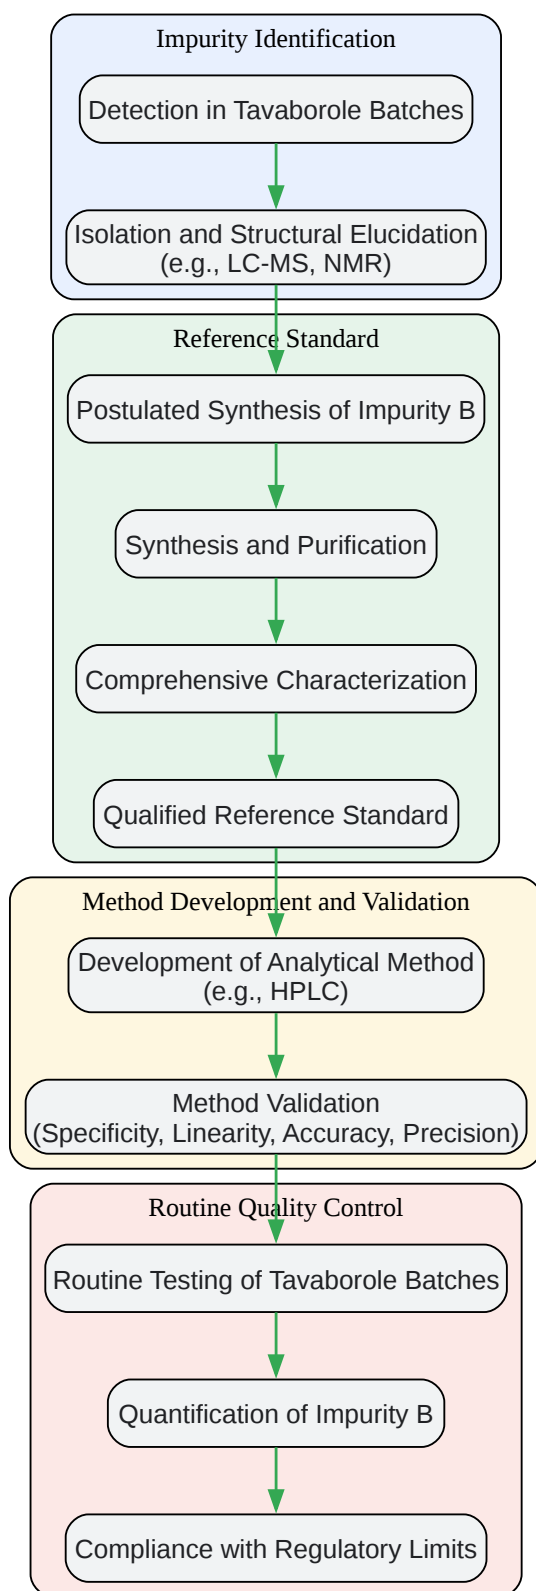 Impurity Identification
Detection in Tavaborole Batches
Isolation and Structural Elucidation
(e.g., LC-MS, NMR)
Reference Standard
Postulated Synthesis of Impurity B
Synthesis and Purification
Comprehensive Characterization
Qualified Reference Standard
Method Development and Validation
Development of Analytical Method
(e.g., HPLC)
Method Validation
(Specificity, Linearity, Accuracy, Precision)
Routine Quality Control
Routine Testing of Tavaborole Batches
Quantification of Impurity B
Compliance with Regulatory Limits